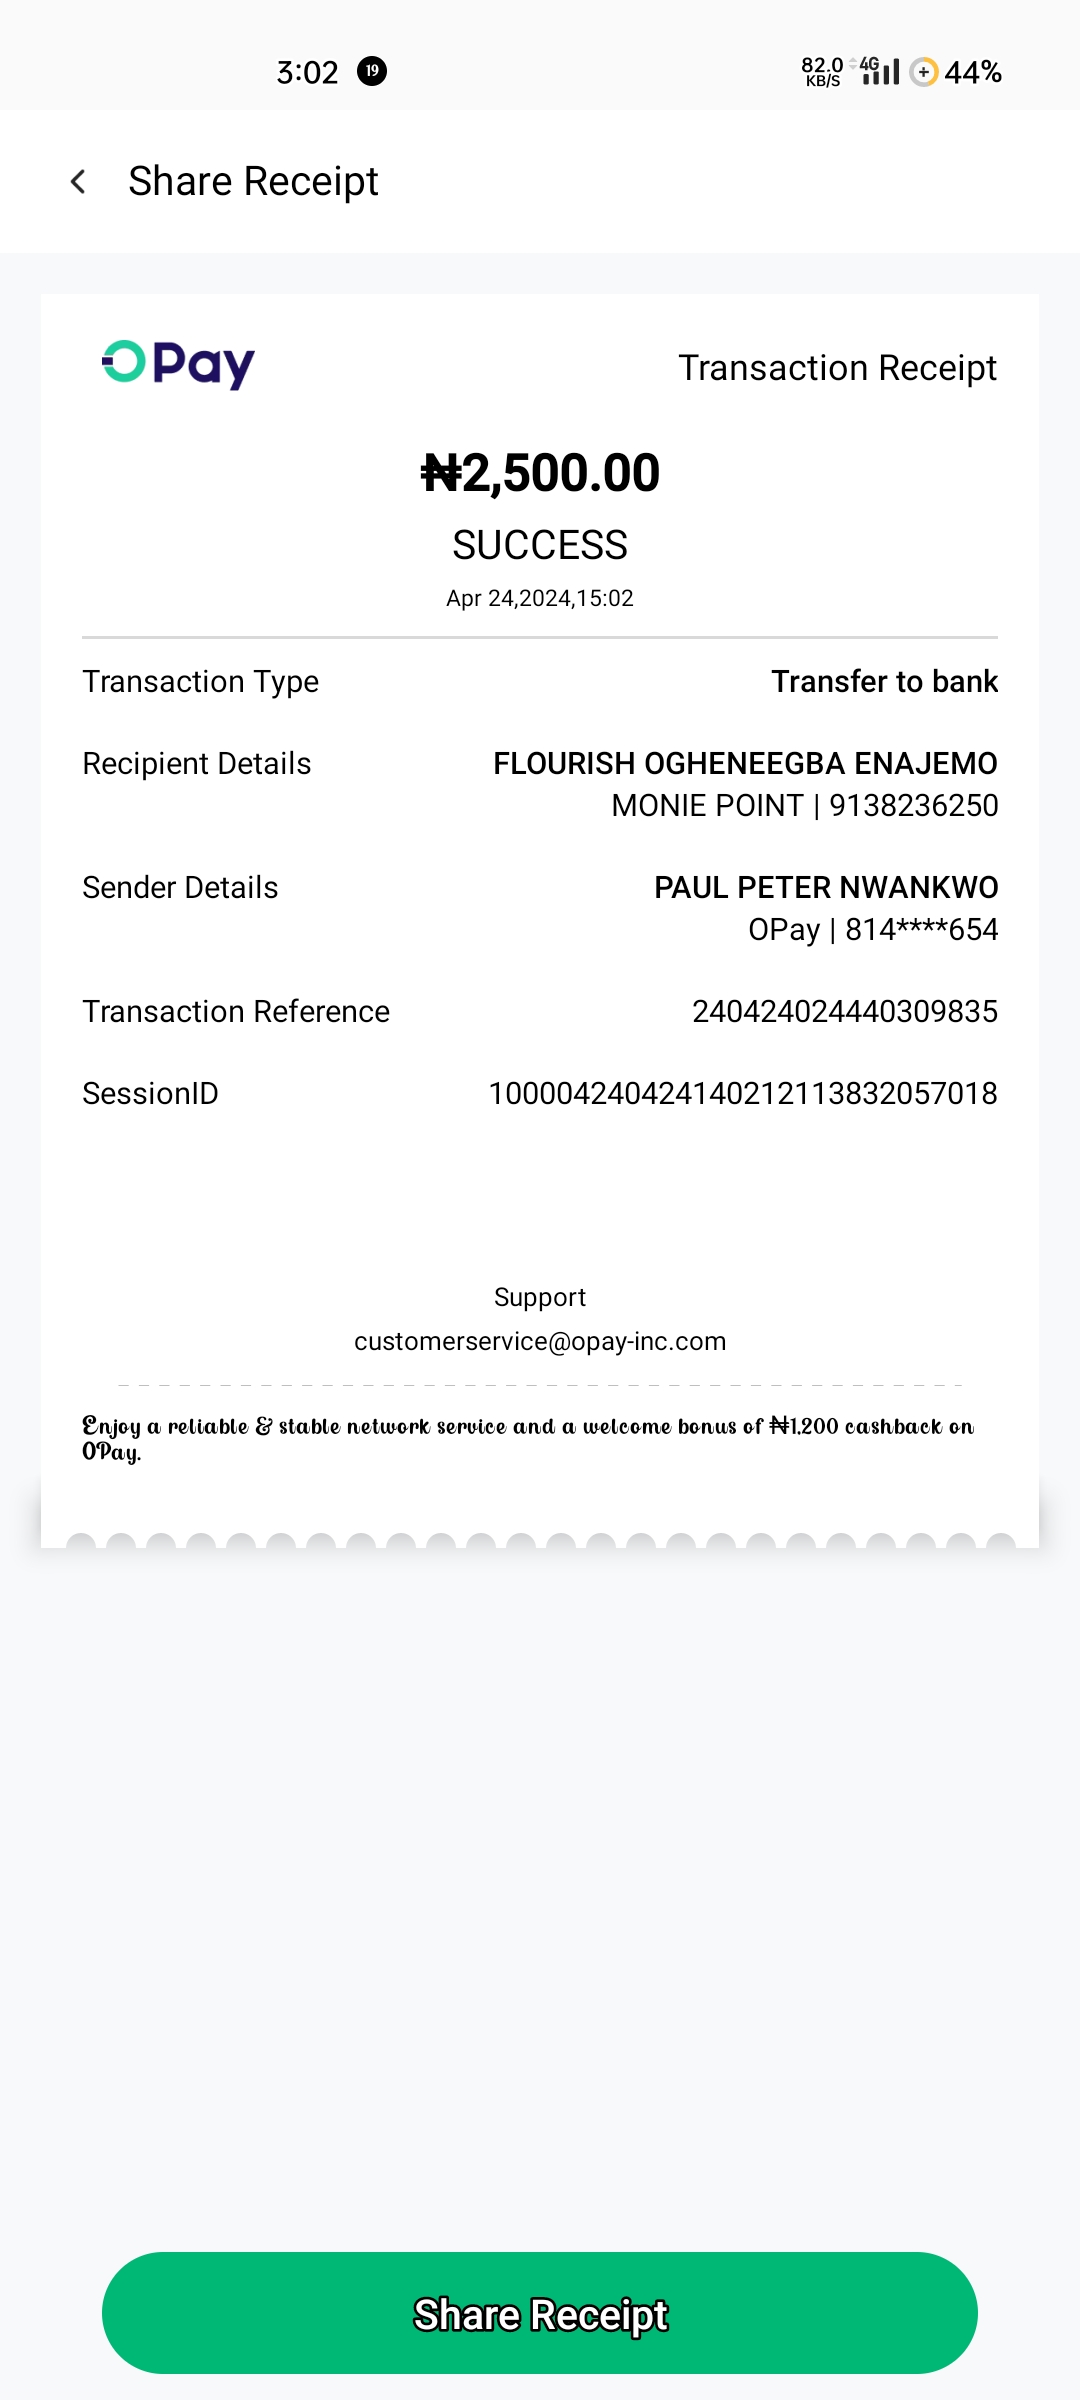 3:02 19 82.0 KB/S 4G 44%
Share Receipt
OPay Transaction Receipt
₦2,500.00
SUCCESS
Apr 24,2024,15:02
Transaction Type Transfer to bank
Recipient Details FLOURISH OGHENEEGBA ENAJEMO
MONIE POINT | 9138236250
Sender Details PAUL PETER NWANKWO
OPay | 814****654
Transaction Reference 240424024440309835
SessionID 100004240424140212113832057018
Support
customerservice@opay-inc.com
Enjoy a reliable & stable network service and a welcome bonus of ₦1,200 cashback on
OPay.
Share Receipt